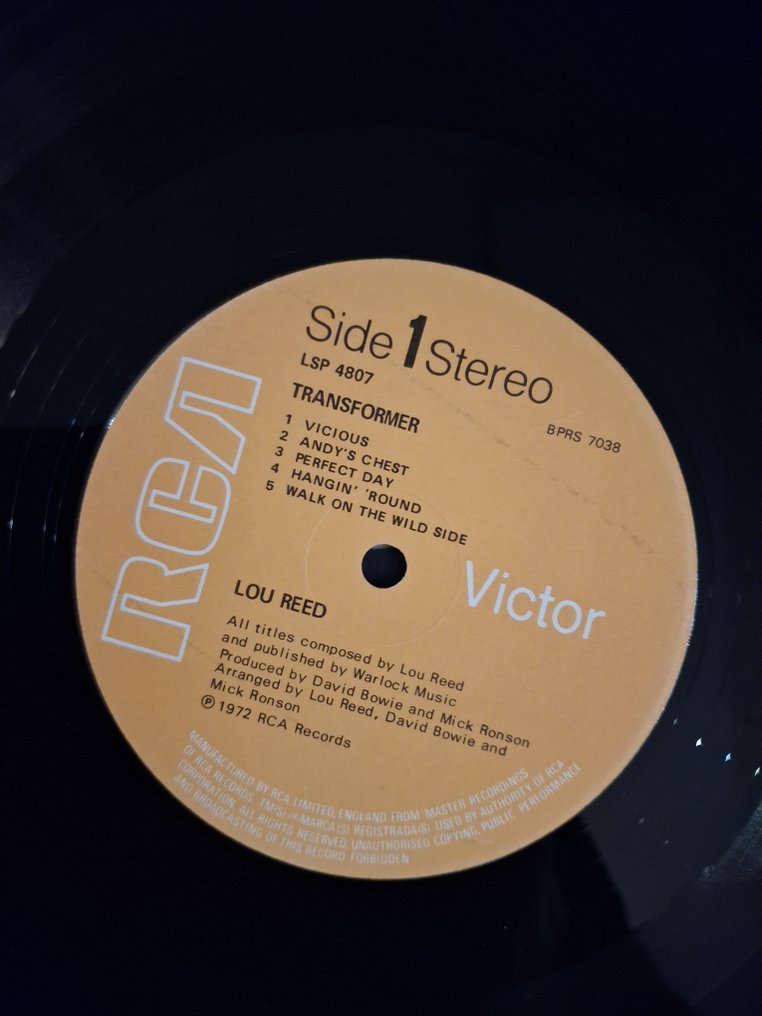 Side 1 Stereo
LSP 4807
BPRS 7038
TRANSFORMER
1 VICIOUS
2 ANDY'S CHEST
3 PERFECT DAY
4 HANGIN' 'ROUND
5 WALK ON THE WILD SIDE
RCA
Victor
LOU REED
All titles composed by Lou Reed
and published by Warlock Music
Produced by David Bowie and Mick Ronson
Arranged by Lou Reed, David Bowie and
Mick Ronson
Ⓟ 1972 RCA Records
MANUFACTURED BY RCA LIMITED, ENGLAND FROM MASTER RECORDINGS
OF RCA RECORDS. TM(S) ® MARCA(S) REGISTRADA(S) USED BY AUTHORITY OF RCA
CORPORATION. ALL RIGHTS RESERVED. UNAUTHORISED COPYING, PUBLIC PERFORMANCE
AND BROADCASTING OF THIS RECORD FORBIDDEN